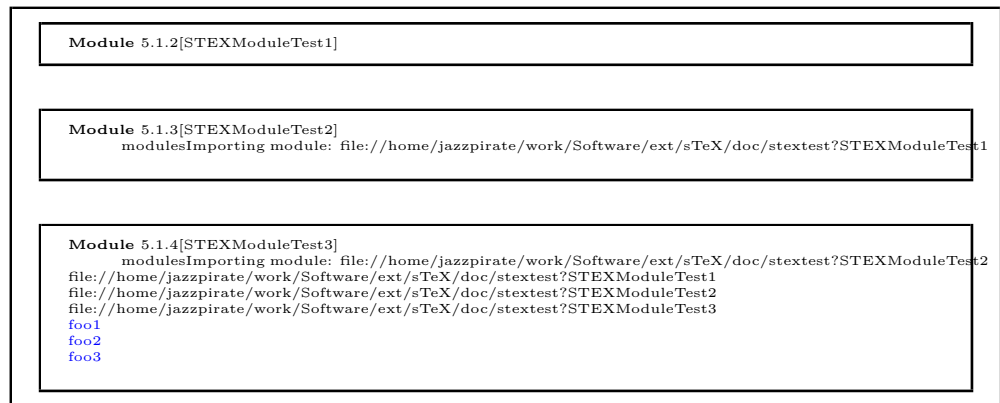 Module 5.1.2[STEXModuleTest1]
Module 5.1.3[STEXModuleTest2]
modulesImporting module: file://home/jazzpirate/work/Software/ext/sTeX/doc/stextest?STEXModuleTest1
Module 5.1.4[STEXModuleTest3]
modulesImporting module: file://home/jazzpirate/work/Software/ext/sTeX/doc/stextest?STEXModuleTest2
file://home/jazzpirate/work/Software/ext/sTeX/doc/stextest?STEXModuleTest1
file://home/jazzpirate/work/Software/ext/sTeX/doc/stextest?STEXModuleTest2
file://home/jazzpirate/work/Software/ext/sTeX/doc/stextest?STEXModuleTest3
foo1
foo2
foo3